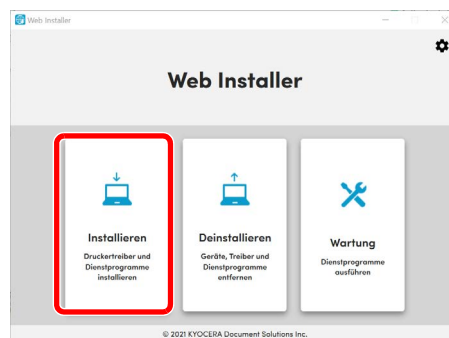 Web Installer
Web Installer
Installieren
Druckertreiber und
Dienstprogramme
installieren
Deinstallieren
Geräte, Treiber und
Dienstprogramme
entfernen
Wartung
Dienstprogramme
ausführen
© 2021 KYOCERA Document Solutions Inc.